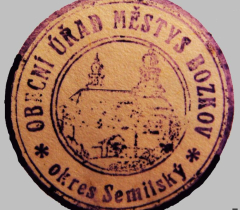 OBECNÍ ÚŘAD MĚSTYS BOZKOV
* okres Semilský *